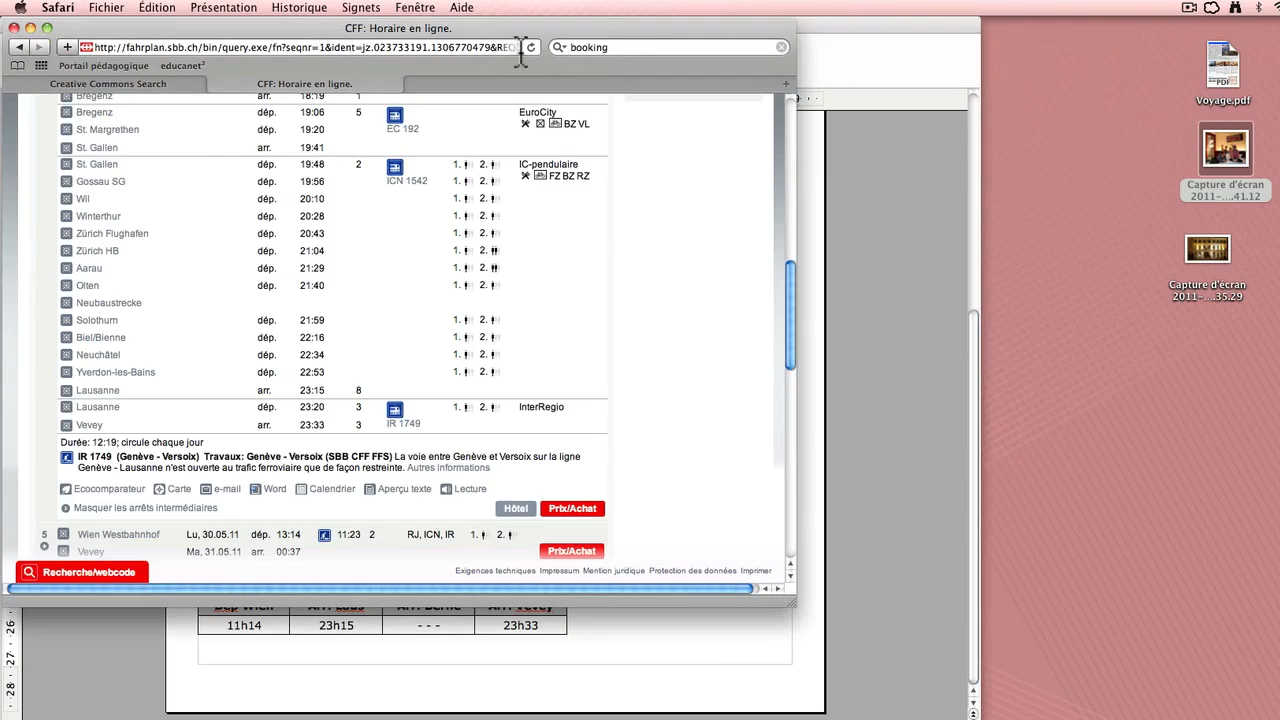 Safari Fichier Édition Présentation Historique Signets Fenêtre Aide
CFF: Horaire en ligne.
http://fahrplan.sbb.ch/bin/query.exe/fn?seqnr=1&ident=jz.023733191.1306770479&REQ booking
Portail pédagogique educanet²
Creative Commons Search CFF: Horaire en ligne.
Bregenz arr. 18:19 1
Bregenz dép. 19:06 5 EuroCity
St. Margrethen dép. 19:20 EC 192 BZ VL
St. Gallen arr. 19:41
St. Gallen dép. 19:48 2 1. 2. IC-pendulaire
Gossau SG dép. 19:56 ICN 1542 1. 2. FZ BZ RZ
Wil dép. 20:10 1. 2.
Winterthur dép. 20:28 1. 2.
Zürich Flughafen dép. 20:43 1. 2.
Zürich HB dép. 21:04 1. 2.
Aarau dép. 21:29 1. 2.
Olten dép. 21:40 1. 2.
Neubaustrecke
Solothurn dép. 21:59 1. 2.
Biel/Bienne dép. 22:16 1. 2.
Neuchâtel dép. 22:34 1. 2.
Yverdon-les-Bains dép. 22:53 1. 2.
Lausanne arr. 23:15 8
Lausanne dép. 23:20 3 1. 2. InterRegio
Vevey arr. 23:33 3 IR 1749
Durée: 12:19; circule chaque jour
IR 1749 (Genève - Versoix) Travaux: Genève - Versoix (SBB CFF FFS) La voie entre Genève et Versoix sur la ligne
Genève - Lausanne n'est ouverte au trafic ferroviaire que de façon restreinte. Autres informations
Ecocomparateur Carte e-mail Word Calendrier Aperçu texte Lecture
Masquer les arrêts intermédiaires Hôtel Prix/Achat
5 Wien Westbahnhof Lu, 30.05.11 dép. 13:14 11:23 2 RJ, ICN, IR 1. 2.
Vevey Ma, 31.05.11 arr. 00:37 Prix/Achat
Recherche/webcode Exigences techniques Impressum Mention juridique Protection des données Imprimer
Dép Wien Arr. Laus Arr. Berne Arr. Vevey
11h14 23h15 - - - 23h33
26
27
28
Voyage.pdf
Capture d'écran
2011-....41.12
Capture d'écran
2011-....35.29